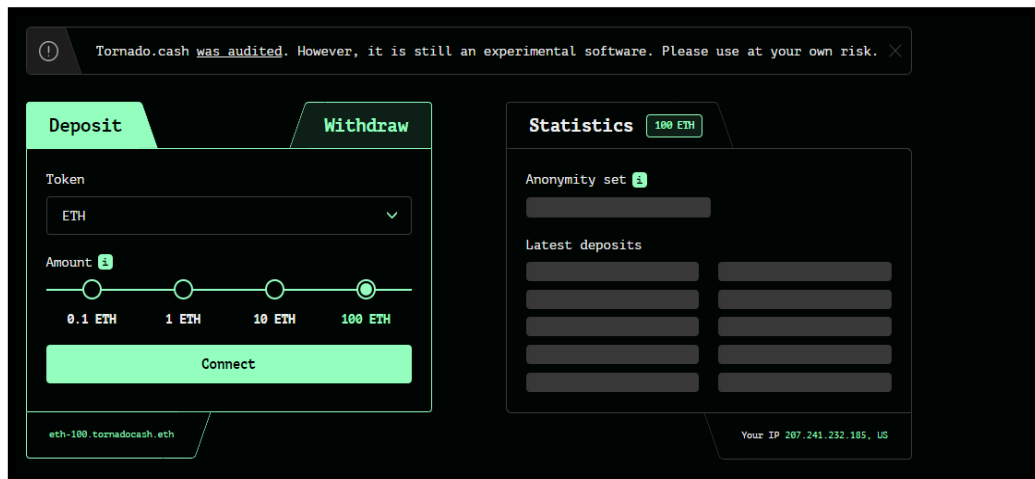 Tornado.cash was audited. However, it is still an experimental software. Please use at your own risk.
Deposit
Withdraw
Token
ETH
Amount i
0.1 ETH 1 ETH 10 ETH 100 ETH
Connect
eth-100.tornadocash.eth
Statistics 100 ETH
Anonymity set i
Latest deposits
Your IP 207.241.232.185, US